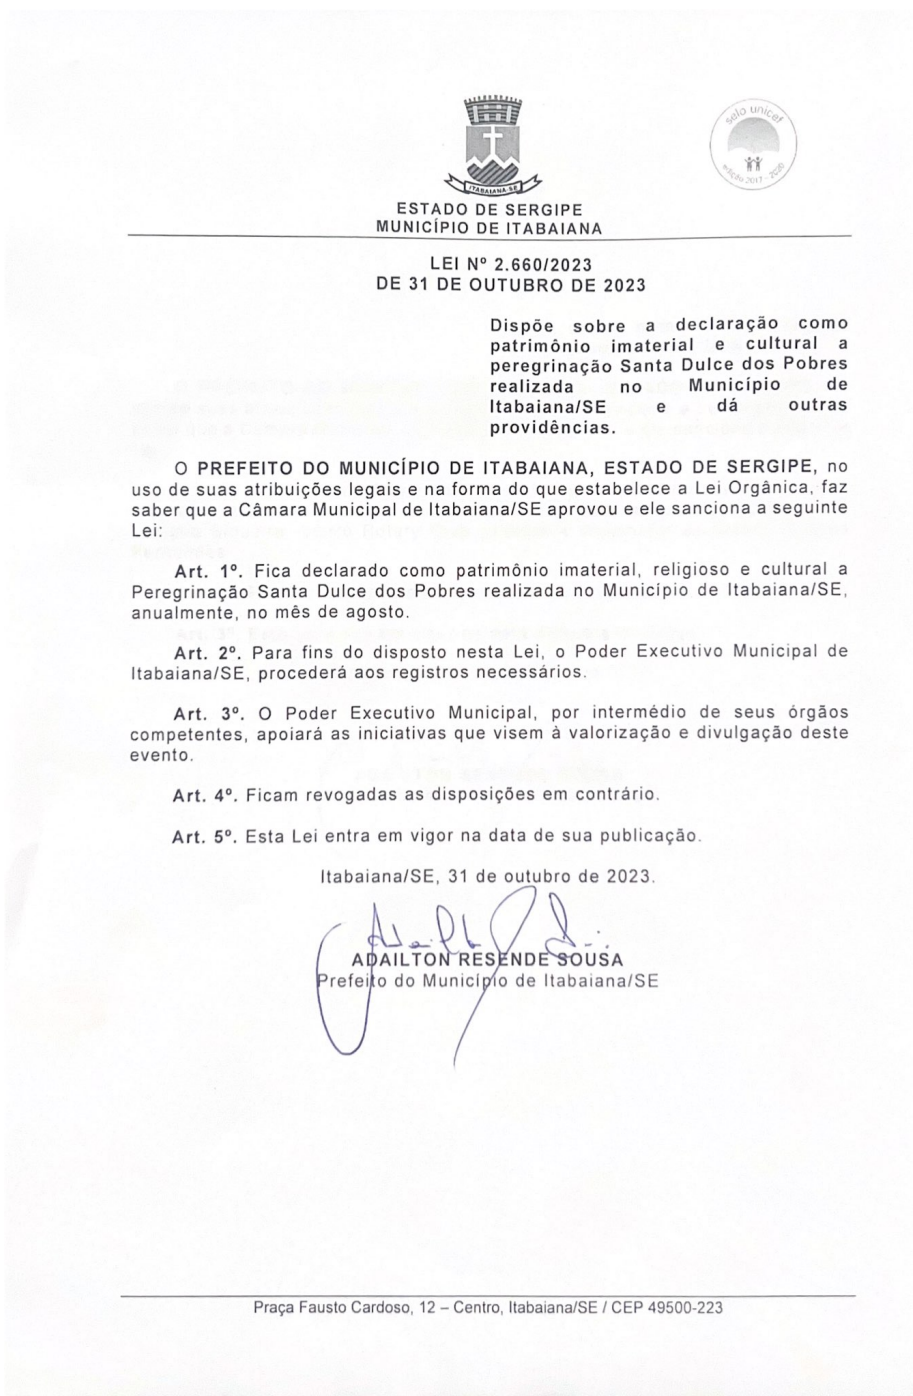 ITABAIANA-SE
selo unicef
edição 2017 - 2020
ESTADO DE SERGIPE
MUNICÍPIO DE ITABAIANA
LEI Nº 2.660/2023
DE 31 DE OUTUBRO DE 2023
Dispõe sobre a declaração como
patrimônio imaterial e cultural a
peregrinação Santa Dulce dos Pobres
realizada no Município de
Itabaiana/SE e dá outras
providências.
O PREFEITO DO MUNICÍPIO DE ITABAIANA, ESTADO DE SERGIPE, no
uso de suas atribuições legais e na forma do que estabelece a Lei Orgânica, faz
saber que a Câmara Municipal de Itabaiana/SE aprovou e ele sanciona a seguinte
Lei:
Art. 1º. Fica declarado como patrimônio imaterial, religioso e cultural a
Peregrinação Santa Dulce dos Pobres realizada no Município de Itabaiana/SE,
anualmente, no mês de agosto.
Art. 2º. Para fins do disposto nesta Lei, o Poder Executivo Municipal de
Itabaiana/SE, procederá aos registros necessários.
Art. 3º. O Poder Executivo Municipal, por intermédio de seus órgãos
competentes, apoiará as iniciativas que visem à valorização e divulgação deste
evento.
Art. 4º. Ficam revogadas as disposições em contrário.
Art. 5º. Esta Lei entra em vigor na data de sua publicação.
Itabaiana/SE, 31 de outubro de 2023.
ADAILTON RESENDE SOUSA
Prefeito do Município de Itabaiana/SE
Praça Fausto Cardoso, 12 – Centro, Itabaiana/SE / CEP 49500-223